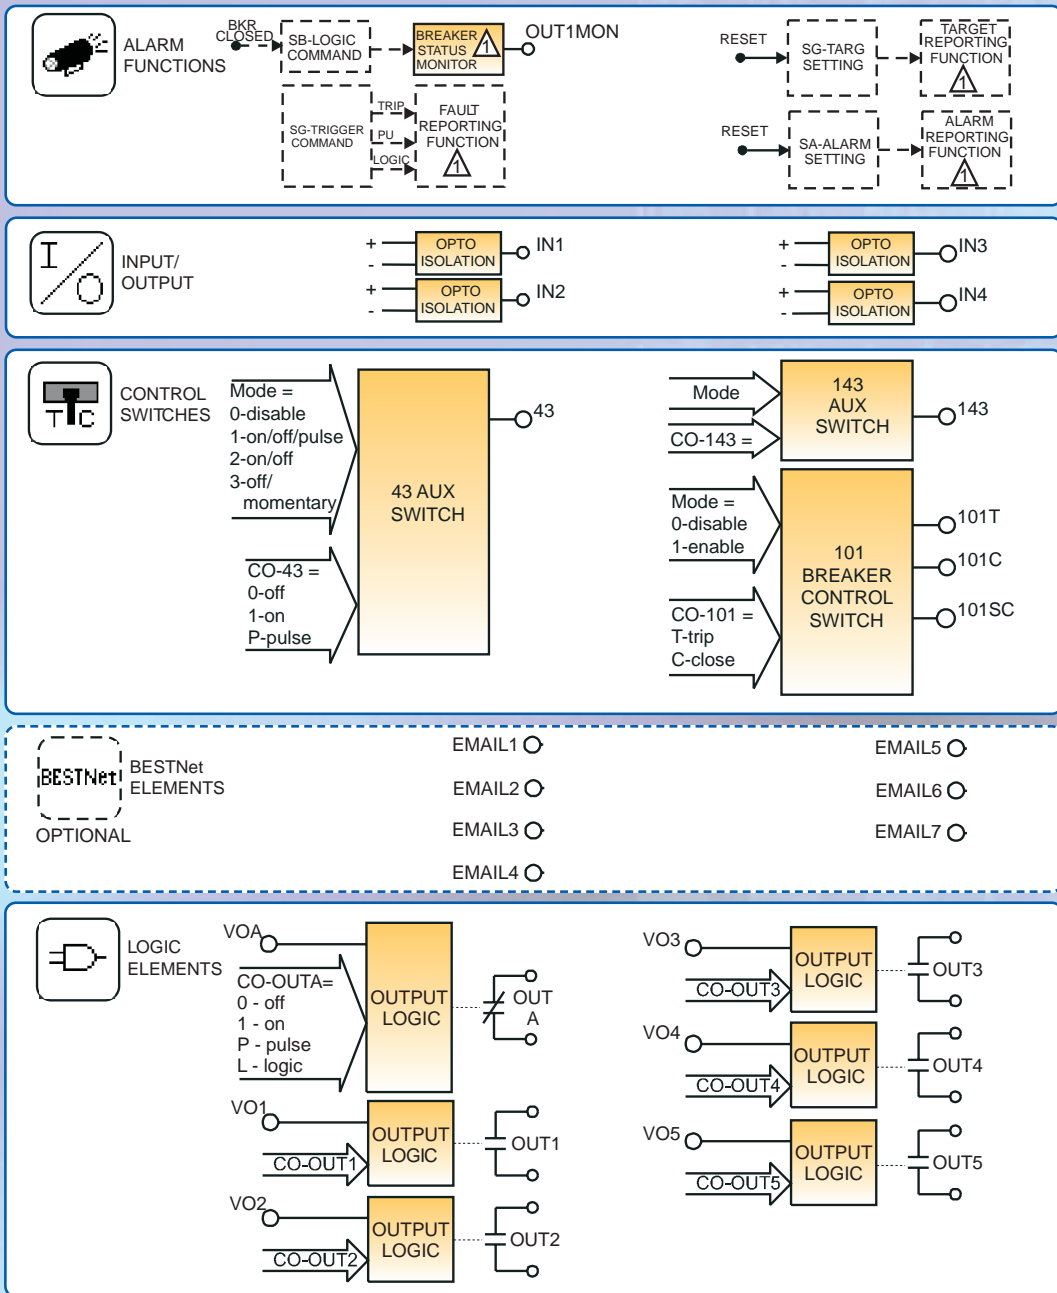 ALARM
FUNCTIONS
BKR
CLOSED
SB-LOGIC
COMMAND
BREAKER
STATUS
MONITOR
1
OUT1MON
SG-TRIGGER
COMMAND
TRIP
PU
LOGIC
FAULT
REPORTING
FUNCTION
1
RESET
SG-TARG
SETTING
TARGET
REPORTING
FUNCTION
1
RESET
SA-ALARM
SETTING
ALARM
REPORTING
FUNCTION
1
I/O
INPUT/
OUTPUT
+
-
OPTO
ISOLATION
IN1
+
-
OPTO
ISOLATION
IN2
+
-
OPTO
ISOLATION
IN3
+
-
OPTO
ISOLATION
IN4
T C
CONTROL
SWITCHES
Mode =
0-disable
1-on/off/pulse
2-on/off
3-off/
momentary
CO-43 =
0-off
1-on
P-pulse
43 AUX
SWITCH
43
Mode
CO-143 =
143
AUX
SWITCH
143
Mode =
0-disable
1-enable
CO-101 =
T-trip
C-close
101
BREAKER
CONTROL
SWITCH
101T
101C
101SC
BESTNet
BESTNet
ELEMENTS
OPTIONAL
EMAIL1
EMAIL2
EMAIL3
EMAIL4
EMAIL5
EMAIL6
EMAIL7
LOGIC
ELEMENTS
VOA
CO-OUTA=
0 - off
1 - on
P - pulse
L - logic
OUTPUT
LOGIC
OUT
A
VO1
CO-OUT1
OUTPUT
LOGIC
OUT1
VO2
CO-OUT2
OUTPUT
LOGIC
OUT2
VO3
CO-OUT3
OUTPUT
LOGIC
OUT3
VO4
CO-OUT4
OUTPUT
LOGIC
OUT4
VO5
CO-OUT5
OUTPUT
LOGIC
OUT5